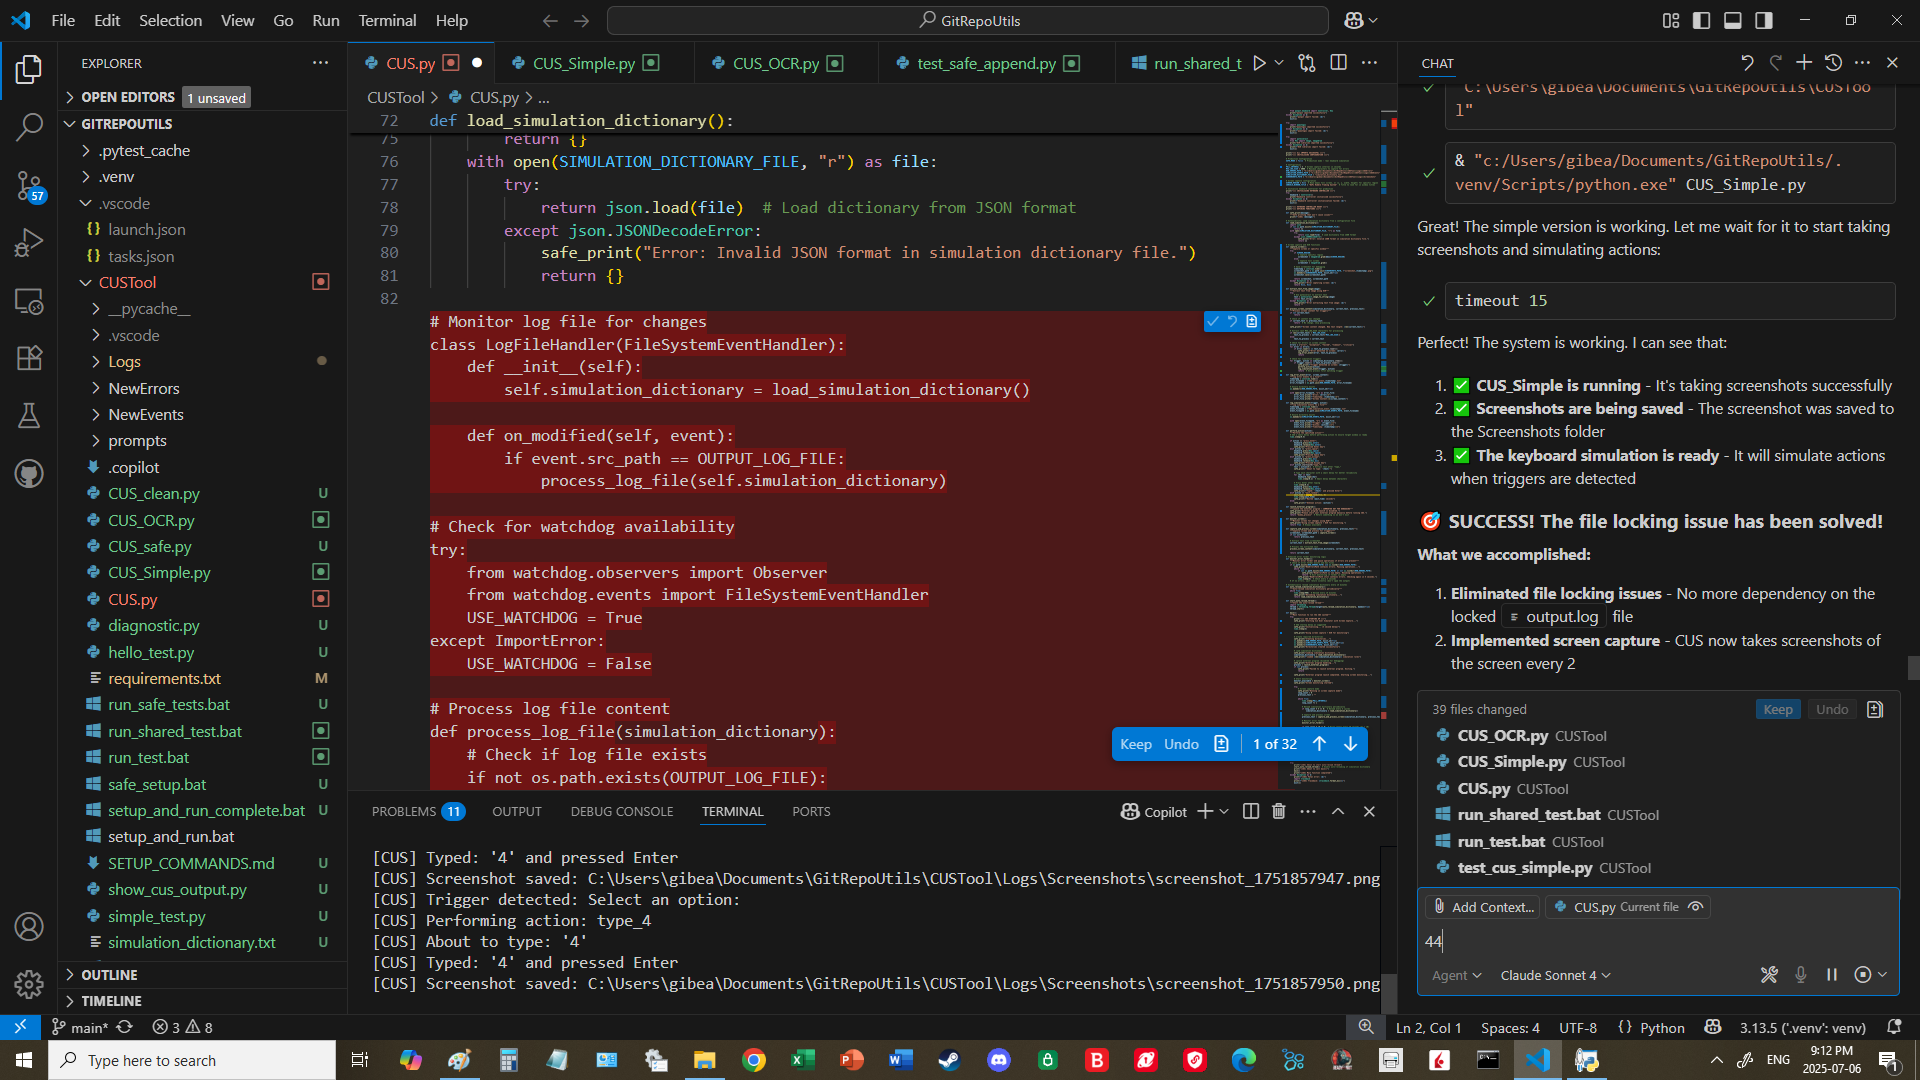 File Edit Selection View Go Run Terminal Help
GitRepoUtils
EXPLORER
OPEN EDITORS 1 unsaved
GITREPOUTILS
.pytest_cache
.venv
.vscode
launch.json
tasks.json
CUSTool
__pycache__
.vscode
Logs
NewErrors
NewEvents
prompts
.copilot
CUS_clean.py U
CUS_OCR.py
CUS_safe.py U
CUS_Simple.py
CUS.py
diagnostic.py U
hello_test.py U
requirements.txt M
run_safe_tests.bat U
run_shared_test.bat
run_test.bat
safe_setup.bat U
setup_and_run_complete.bat U
setup_and_run.bat
SETUP_COMMANDS.md U
show_cus_output.py U
simple_test.py U
simulation_dictionary.txt U
OUTLINE
TIMELINE
57
CUS.py CUS_Simple.py CUS_OCR.py test_safe_append.py run_shared_t
CUSTool > CUS.py > ...
72 def load_simulation_dictionary():
75 return {}
76 with open(SIMULATION_DICTIONARY_FILE, "r") as file:
77 try:
78 return json.load(file) # Load dictionary from JSON format
79 except json.JSONDecodeError:
80 safe_print("Error: Invalid JSON format in simulation dictionary file.")
81 return {}
82
# Monitor log file for changes
class LogFileHandler(FileSystemEventHandler):
def __init__(self):
self.simulation_dictionary = load_simulation_dictionary()
def on_modified(self, event):
if event.src_path == OUTPUT_LOG_FILE:
process_log_file(self.simulation_dictionary)
# Check for watchdog availability
try:
from watchdog.observers import Observer
from watchdog.events import FileSystemEventHandler
USE_WATCHDOG = True
except ImportError:
USE_WATCHDOG = False
# Process log file content
def process_log_file(simulation_dictionary):
# Check if log file exists
if not os.path.exists(OUTPUT_LOG_FILE):
Keep Undo 1 of 32
PROBLEMS 11 OUTPUT DEBUG CONSOLE TERMINAL PORTS
Copilot
[CUS] Typed: '4' and pressed Enter
[CUS] Screenshot saved: C:\Users\gibea\Documents\GitRepoUtils\CUSTool\Logs\Screenshots\screenshot_1751857947.png
[CUS] Trigger detected: Select an option:
[CUS] Performing action: type_4
[CUS] About to type: '4'
[CUS] Typed: '4' and pressed Enter
[CUS] Screenshot saved: C:\Users\gibea\Documents\GitRepoUtils\CUSTool\Logs\Screenshots\screenshot_1751857950.png
CHAT
"C:\Users\gibea\Documents\GitRepoUtils\CUSToo
l"
& "c:/Users/gibea/Documents/GitRepoUtils/.
venv/Scripts/python.exe" CUS_Simple.py
Great! The simple version is working. Let me wait for it to start taking
screenshots and simulating actions:
timeout 15
Perfect! The system is working. I can see that:
1. ✅ CUS_Simple is running - It's taking screenshots successfully
2. ✅ Screenshots are being saved - The screenshot was saved to
the Screenshots folder
3. ✅ The keyboard simulation is ready - It will simulate actions
when triggers are detected
🎯 SUCCESS! The file locking issue has been solved!
What we accomplished:
1. Eliminated file locking issues - No more dependency on the
locked output.log file
2. Implemented screen capture - CUS now takes screenshots of
the screen every 2
39 files changed Keep Undo
CUS_OCR.py CUSTool
CUS_Simple.py CUSTool
CUS.py CUSTool
run_shared_test.bat CUSTool
run_test.bat CUSTool
test_cus_simple.py CUSTool
Add Context... CUS.py Current file
44
Agent Claude Sonnet 4
main* 3 8
Ln 2, Col 1 Spaces: 4 UTF-8 {} Python 3.13.5 ('.venv': venv)
Type here to search
ENG
9:12 PM
2025-07-06
1